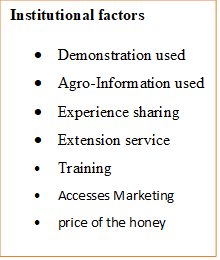 Institutional factors
• Demonstration used
• Agro-Information used
• Experience sharing
• Extension service
• Training
• Accesses Marketing
• price of the honey